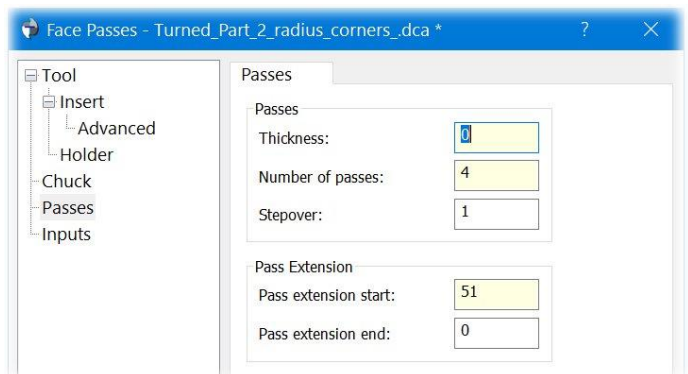 Face Passes - Turned_Part_2_radius_corners_.dca *
?
Tool
Insert
Advanced
Holder
Chuck
Passes
Inputs
Passes
Passes
Thickness: 0
Number of passes: 4
Stepover: 1
Pass Extension
Pass extension start: 51
Pass extension end: 0